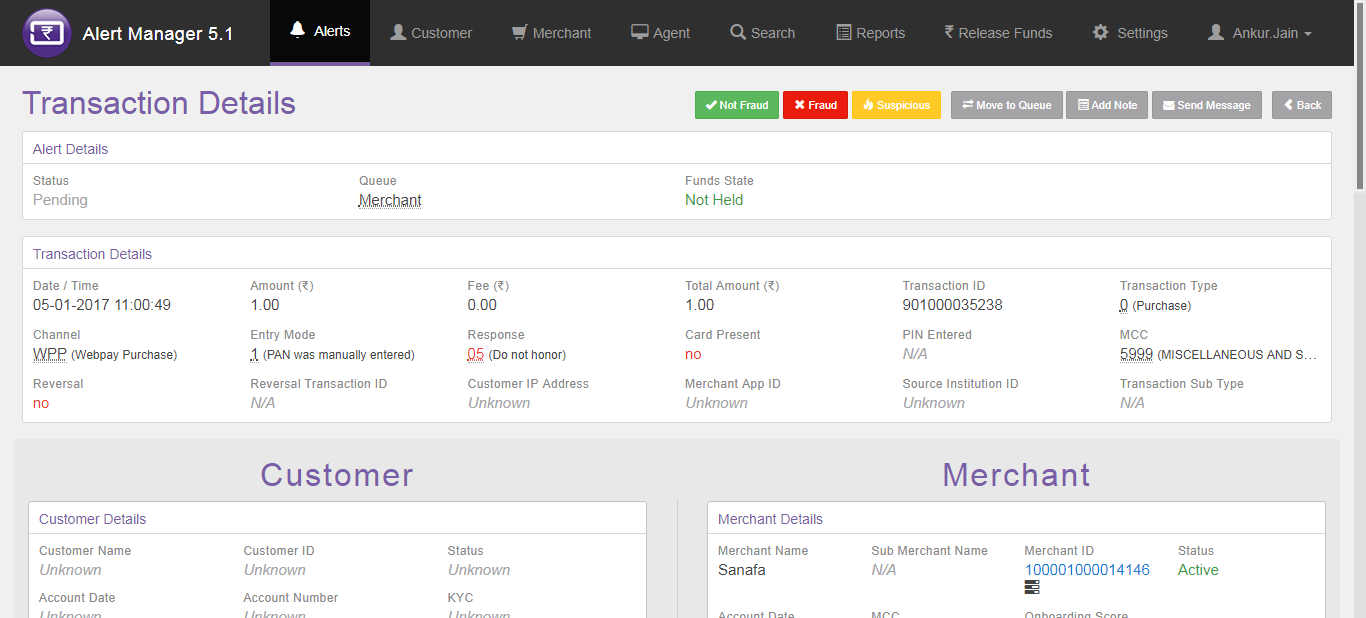 Alert Manager 5.1 Alerts Customer Merchant Agent Search Reports ₹ Release Funds Settings Ankur.Jain
Transaction Details Not Fraud Fraud Suspicious Move to Queue Add Note Send Message Back
Alert Details
Status Queue Funds State
Pending Merchant Not Held
Transaction Details
Date / Time Amount (₹) Fee (₹) Total Amount (₹) Transaction ID Transaction Type
05-01-2017 11:00:49 1.00 0.00 1.00 901000035238 0 (Purchase)
Channel Entry Mode Response Card Present PIN Entered MCC
WPP (Webpay Purchase) 1 (PAN was manually entered) 05 (Do not honor) no N/A 5999 (MISCELLANEOUS AND S...
Reversal Reversal Transaction ID Customer IP Address Merchant App ID Source Institution ID Transaction Sub Type
no N/A Unknown Unknown Unknown N/A
Customer Merchant
Customer Details Merchant Details
Customer Name Customer ID Status Merchant Name Sub Merchant Name Merchant ID Status
Unknown Unknown Unknown Sanafa N/A 100001000014146 Active
Account Date Account Number KYC Account Date MCC Onboarding Score
Unknown Unknown Unknown